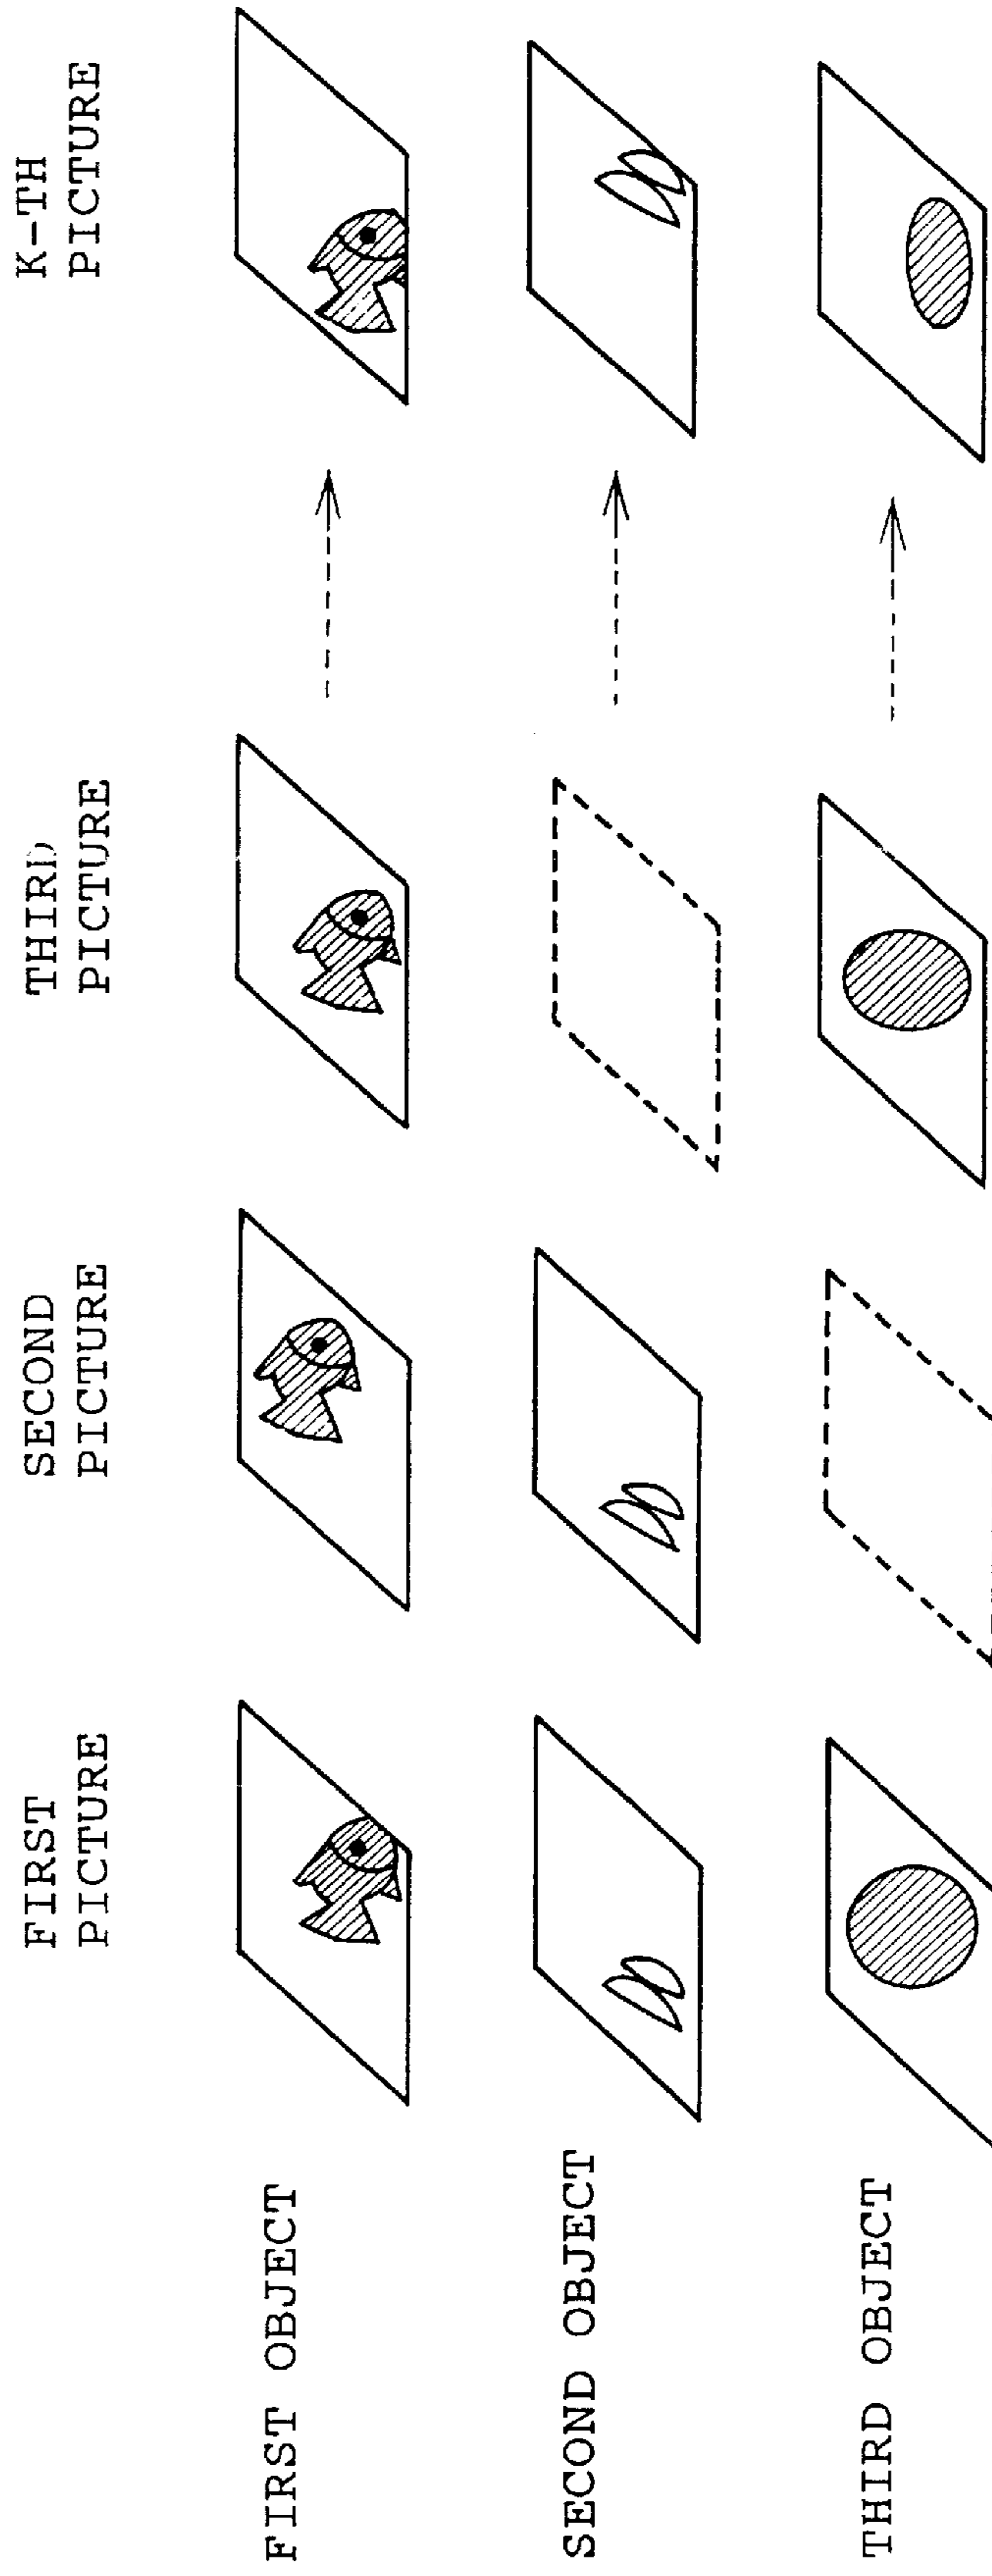 FIRST
PICTURE
SECOND
PICTURE
THIRD
PICTURE
K-TH
PICTURE
FIRST OBJECT
SECOND OBJECT
THIRD OBJECT